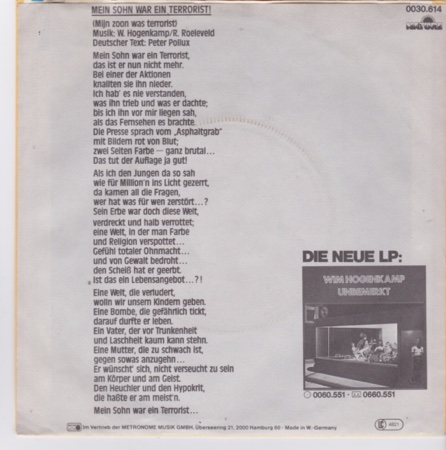 MEIN SOHN WAR EIN TERRORIST!
0030.614
(Mijn zoon was terrorist)
Musik: W. Hogenkamp/R. Roeleveld
Deutscher Text: Peter Pollux
Mein Sohn war ein Terrorist,
das ist er nun nicht mehr.
Bei einer der Aktionen
knallten sie ihn nieder.
Ich hab' es nie verstanden,
was ihn trieb und was er dachte;
bis ich ihn vor mir liegen sah,
als das Fernsehen es brachte.
Die Presse sprach vom „Asphaltgrab"
mit Bildern rot von Blut;
zwei Seiten Farbe — ganz brutal...
Das tut der Auflage ja gut!
Als ich den Jungen da so sah
wie für Million'n ins Licht gezerrt,
da kamen all die Fragen,
wer hat was für wen zerstört...?
Sein Erbe war doch diese Welt,
verdreckt und halb verrottet;
eine Welt, in der man Farbe
und Religion verspottet...
Gefühl totaler Ohnmacht...
und von Gewalt bedroht...
den Scheiß hat er geerbt.
Ist das ein Lebensangebot...?!
Eine Welt, die verludert,
wolln wir unsern Kindern geben.
Eine Bombe, die gefährlich tickt,
darauf durfte er leben.
Ein Vater, der vor Trunkenheit
und Laschheit kaum kann stehn.
Eine Mutter, die zu schwach ist,
gegen sowas anzugehn...
Er wünscht' sich, nicht verseucht zu sein
am Körper und am Geist.
Den Heuchler und den Hypokrit,
die haßte er am meist'n.
Mein Sohn war ein Terrorist...
DIE NEUE LP:
WIM HOGENKAMP
UNBEMERKT
0060.551 · 0660.551
Im Vertrieb der METRONOME MUSIK GMBH, Überseering 21, 2000 Hamburg 60 · Made in W.-Germany